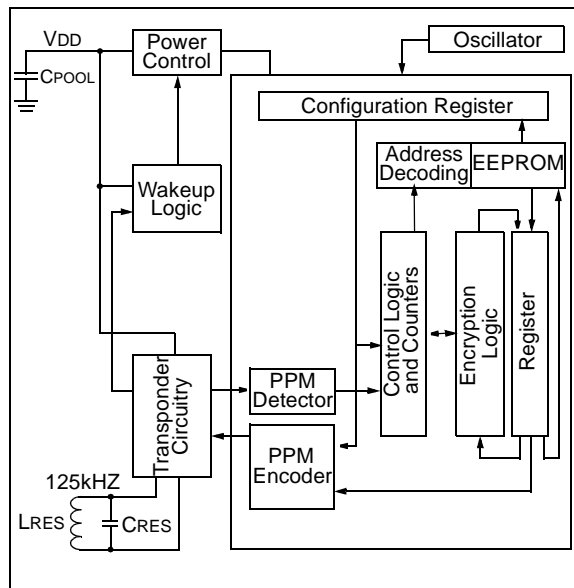 VDD
Power
Control
Oscillator
CPOOL
Configuration Register
Address
Decoding
EEPROM
Wakeup
Logic
Control Logic
and Counters
Encryption
Logic
Register
Transponder
Circuitry
PPM
Detector
PPM
Encoder
125kHZ
LRES
CRES